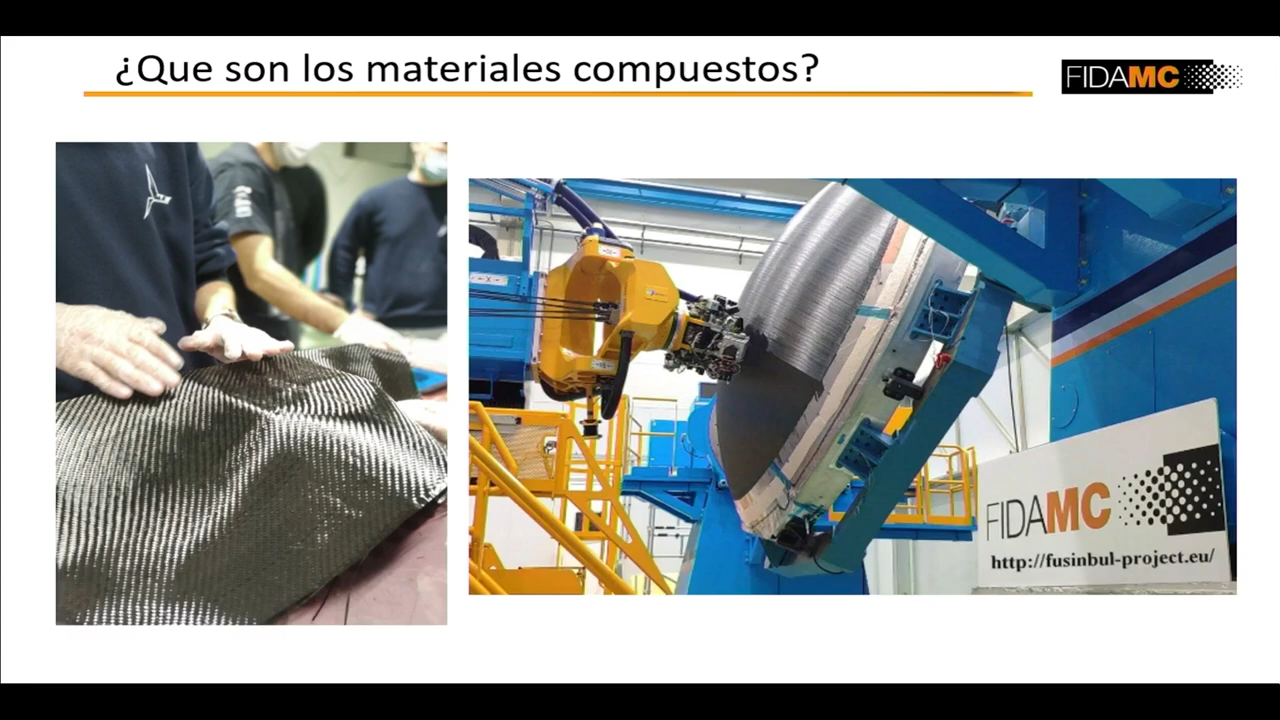 ¿Que son los materiales compuestos?
FIDAMC
FIDAMC
http://fusinbul-project.eu/